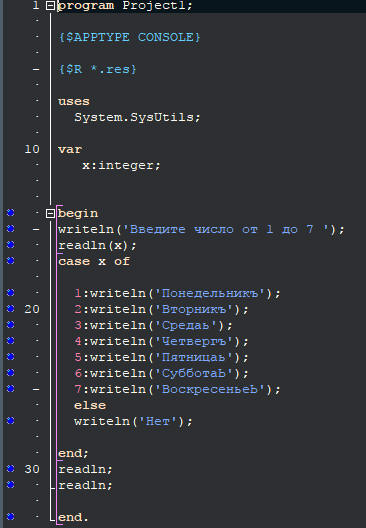 1 program Project1;
{$APPTYPE CONSOLE}
{$R *.res}
uses
System.SysUtils;
10 var
x:integer;
begin
writeln('Введите число от 1 до 7 ');
readln(x);
case x of
1:writeln('Понедельникъ');
20 2:writeln('Вторникъ');
3:writeln('Средаь');
4:writeln('Четвергъ');
5:writeln('Пятницаь');
6:writeln('СубботаЬ');
7:writeln('ВоскресеньеЬ');
else
writeln('Нет');
end;
30 readln;
readln;
end.